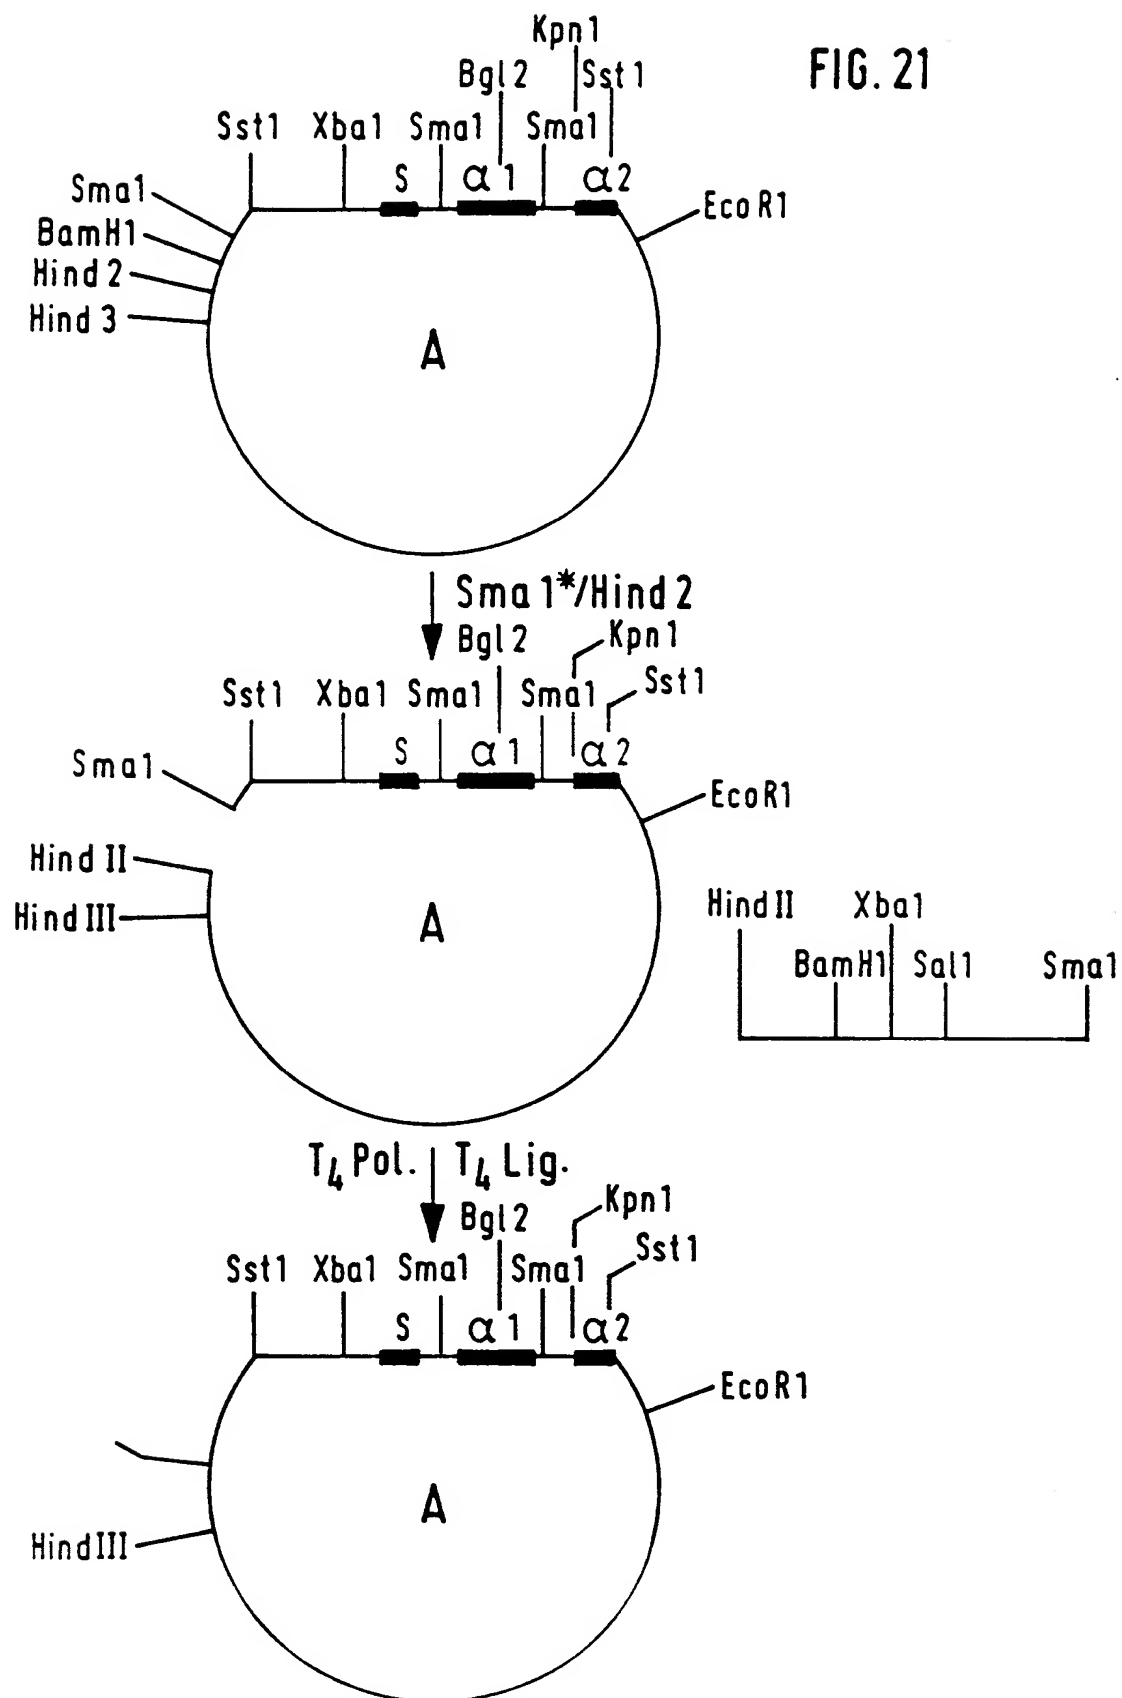 FIG. 21
Kpn1
Bgl2 Sst1
Sst1 Xba1 Sma1 Sma1
Sma1 S α1 α2
EcoR1
BamH1
Hind 2
Hind 3
A
Sma 1*/Hind 2
Bgl2 Kpn1
Sst1 Xba1 Sma1 Sma1 Sst1
S α1 α2
Sma1
EcoR1
Hind II
Hind III
A
Hind II Xba1
BamH1 Sal1 Sma1
T4 Pol. T4 Lig.
Bgl2 Kpn1
Sst1
Sst1 Xba1 Sma1 Sma1
S α1 α2
EcoR1
A
Hind III